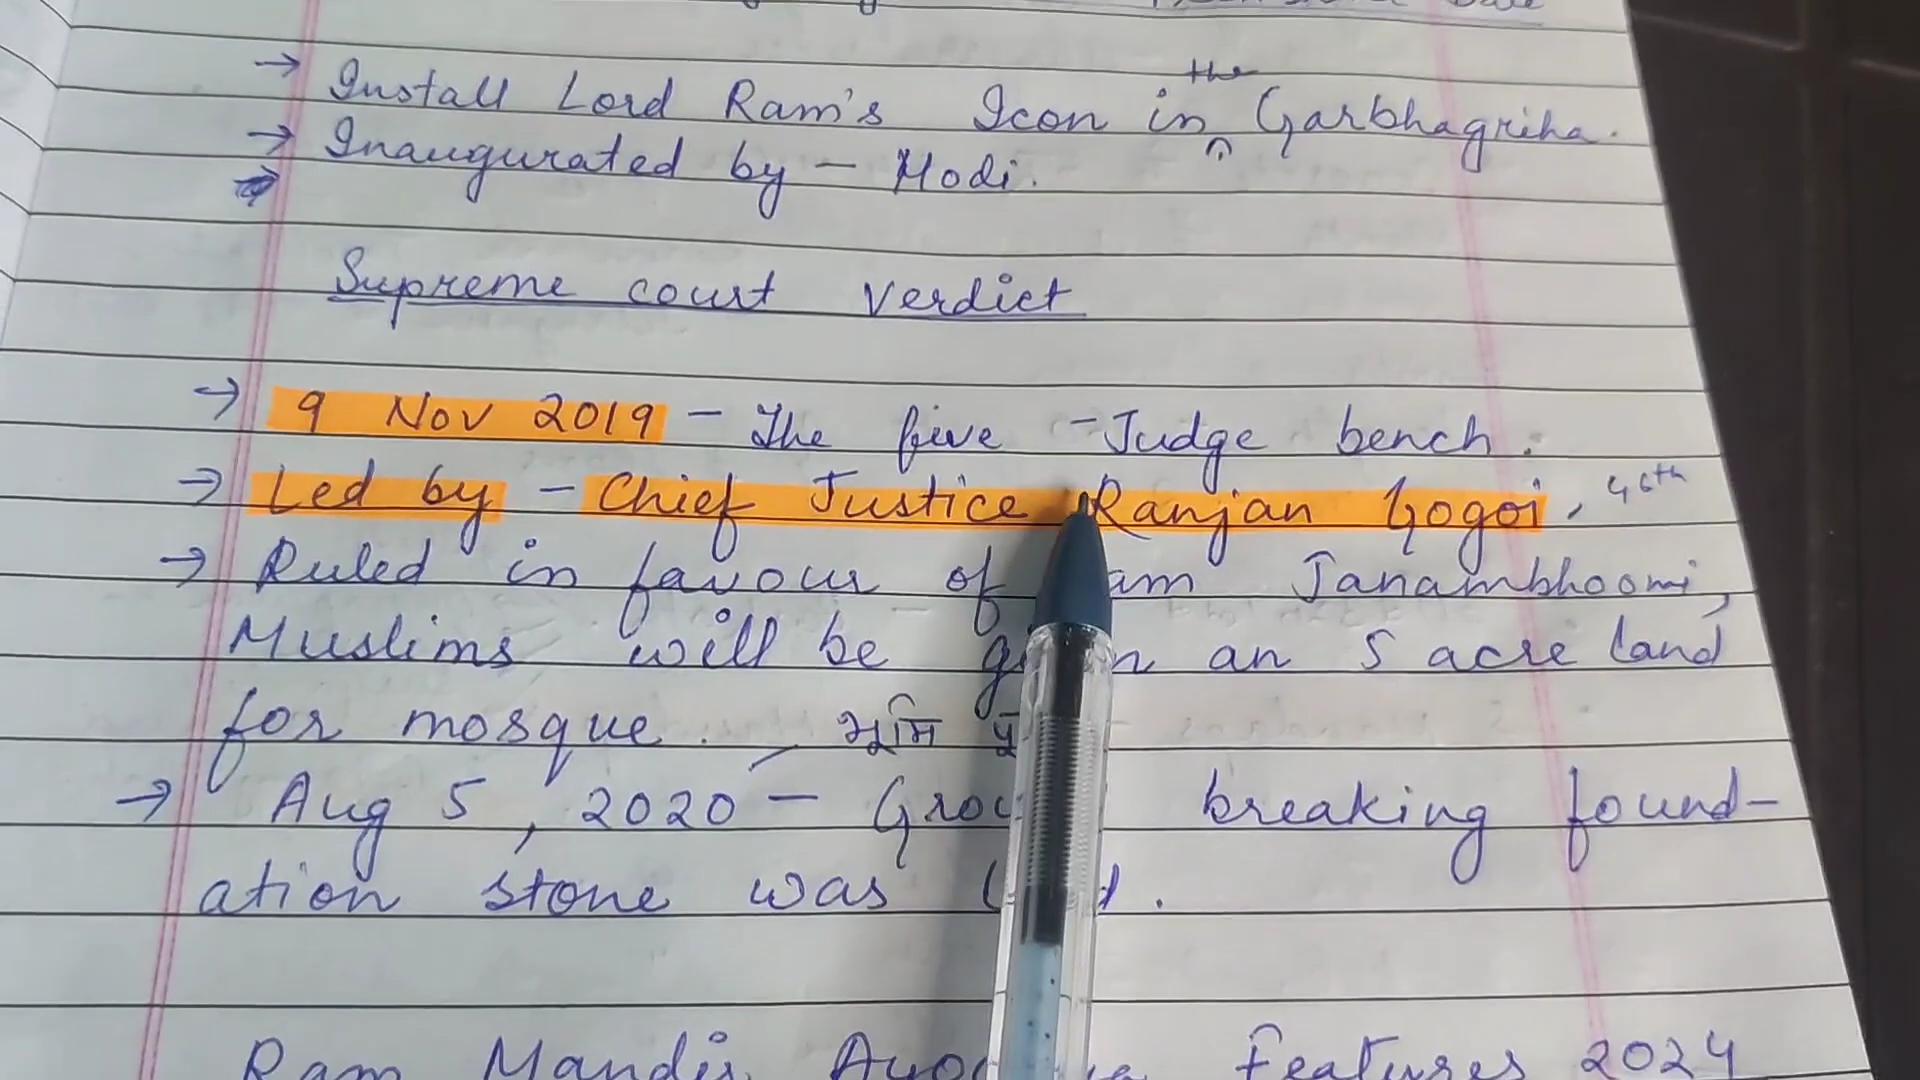 → Install Lord Ram's Icon in the Garbhagriha.
→ Inaugurated by - Modi.
Supreme court Verdict
→ 9 Nov 2019 - The five - Judge bench.
→ Led by - Chief Justice Ranjan Gogoi, 46th
→ Ruled in favour of Janambhoomi,
Muslims will be an 5 acre land
for mosque. भूमि
→ Aug 5, 2020 - breaking found-
ation stone was
Ram Mandir Features 2024